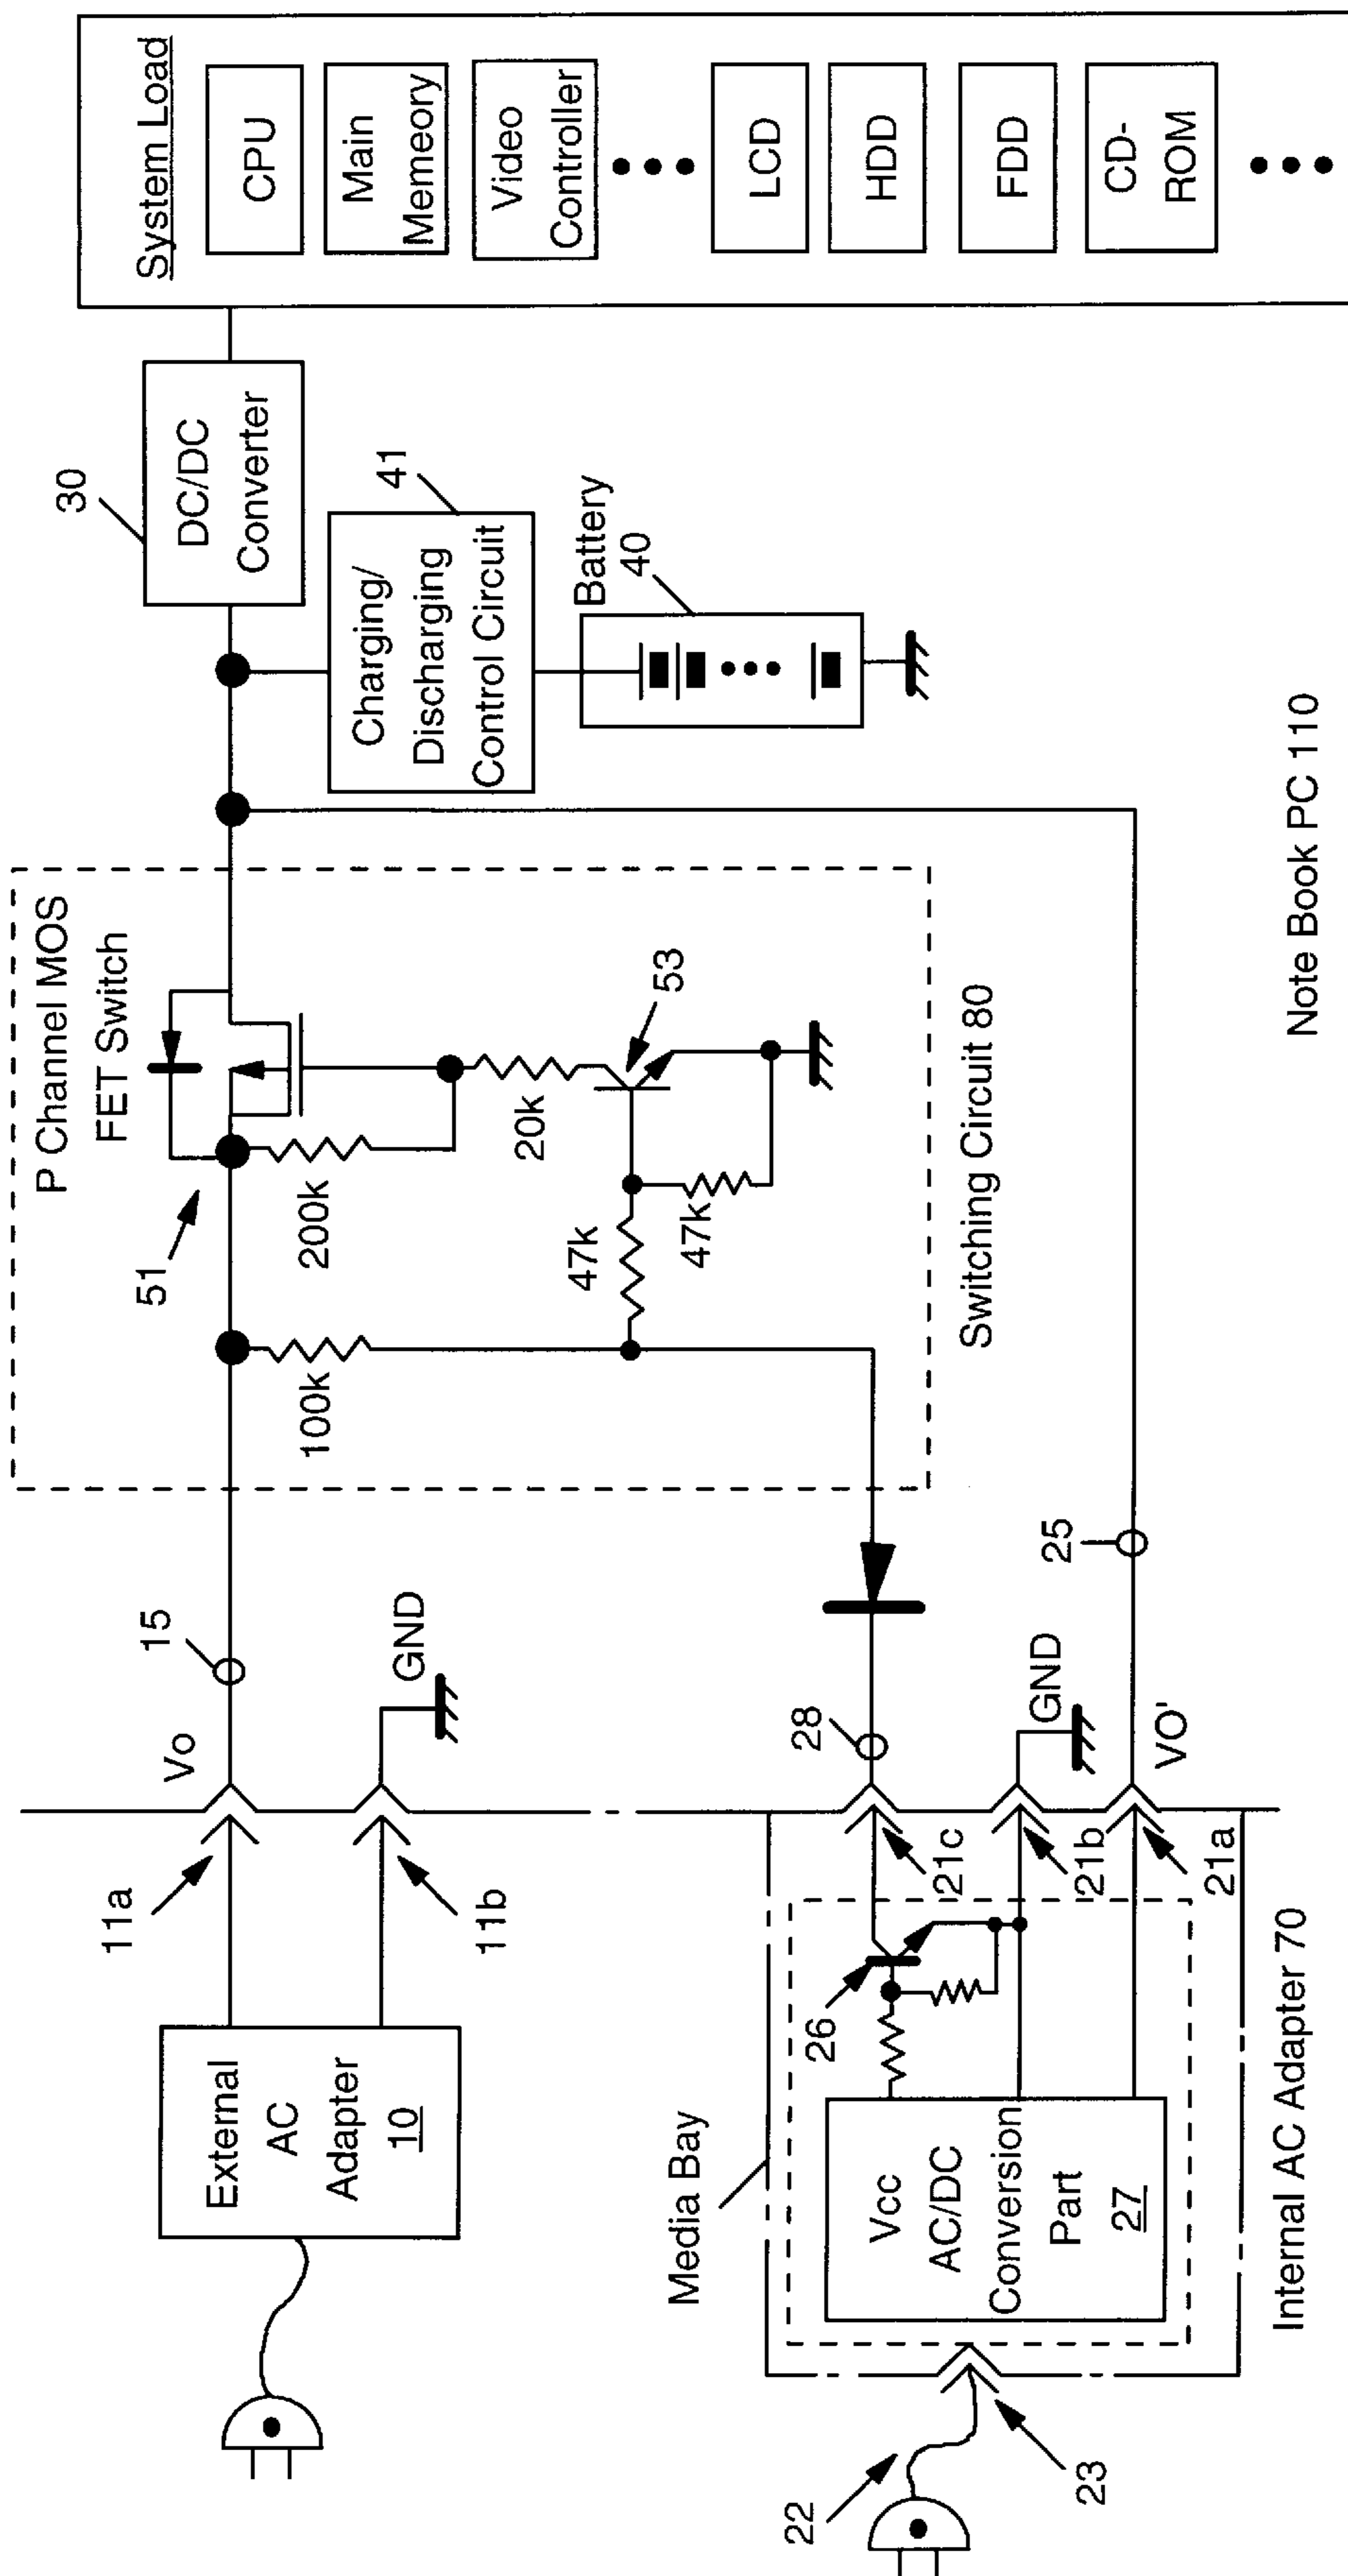 System Load
CPU
Main
Memeory
Video
Controller
LCD
HDD
FDD
CD-
ROM
30
DC/DC
Converter
41
Charging/
Discharging
Control Circuit
Battery
40
P Channel MOS
FET Switch
51
200k
20k
53
100k
47k
47k
Switching Circuit 80
Note Book PC 110
15
Vo
GND
11a
11b
External
AC
Adapter
10
28
GND
25
VO'
21c
21b
21a
26
Media Bay
Vcc
AC/DC
Conversion
Part
27
Internal AC Adapter 70
22
23